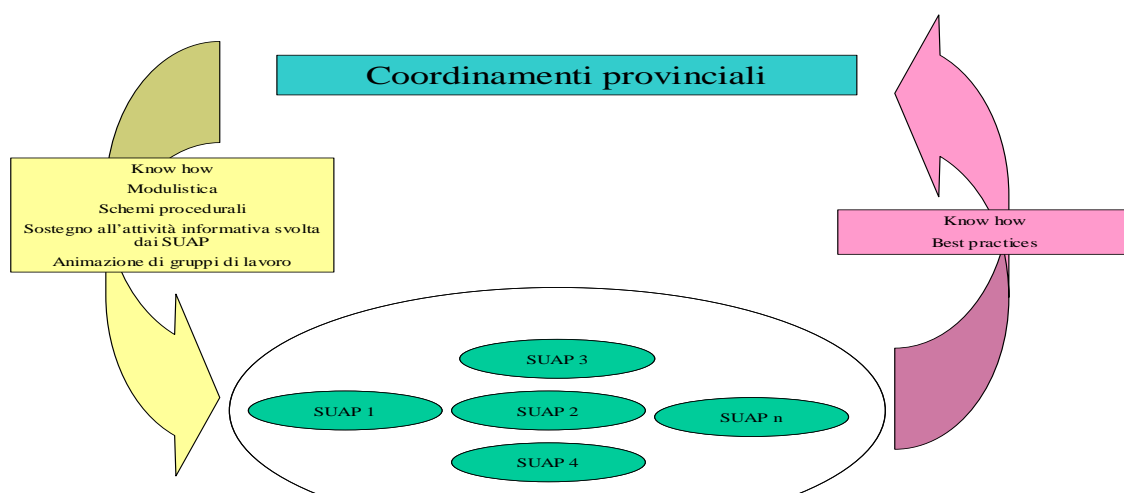 Coordinamenti provinciali
Know how
Modulistica
Schemi procedurali
Sostegno all'attività informativa svolta
dai SUAP
Animazione di gruppi di lavoro
Know how
Best practices
SUAP 3
SUAP 1
SUAP 2
SUAP n
SUAP 4